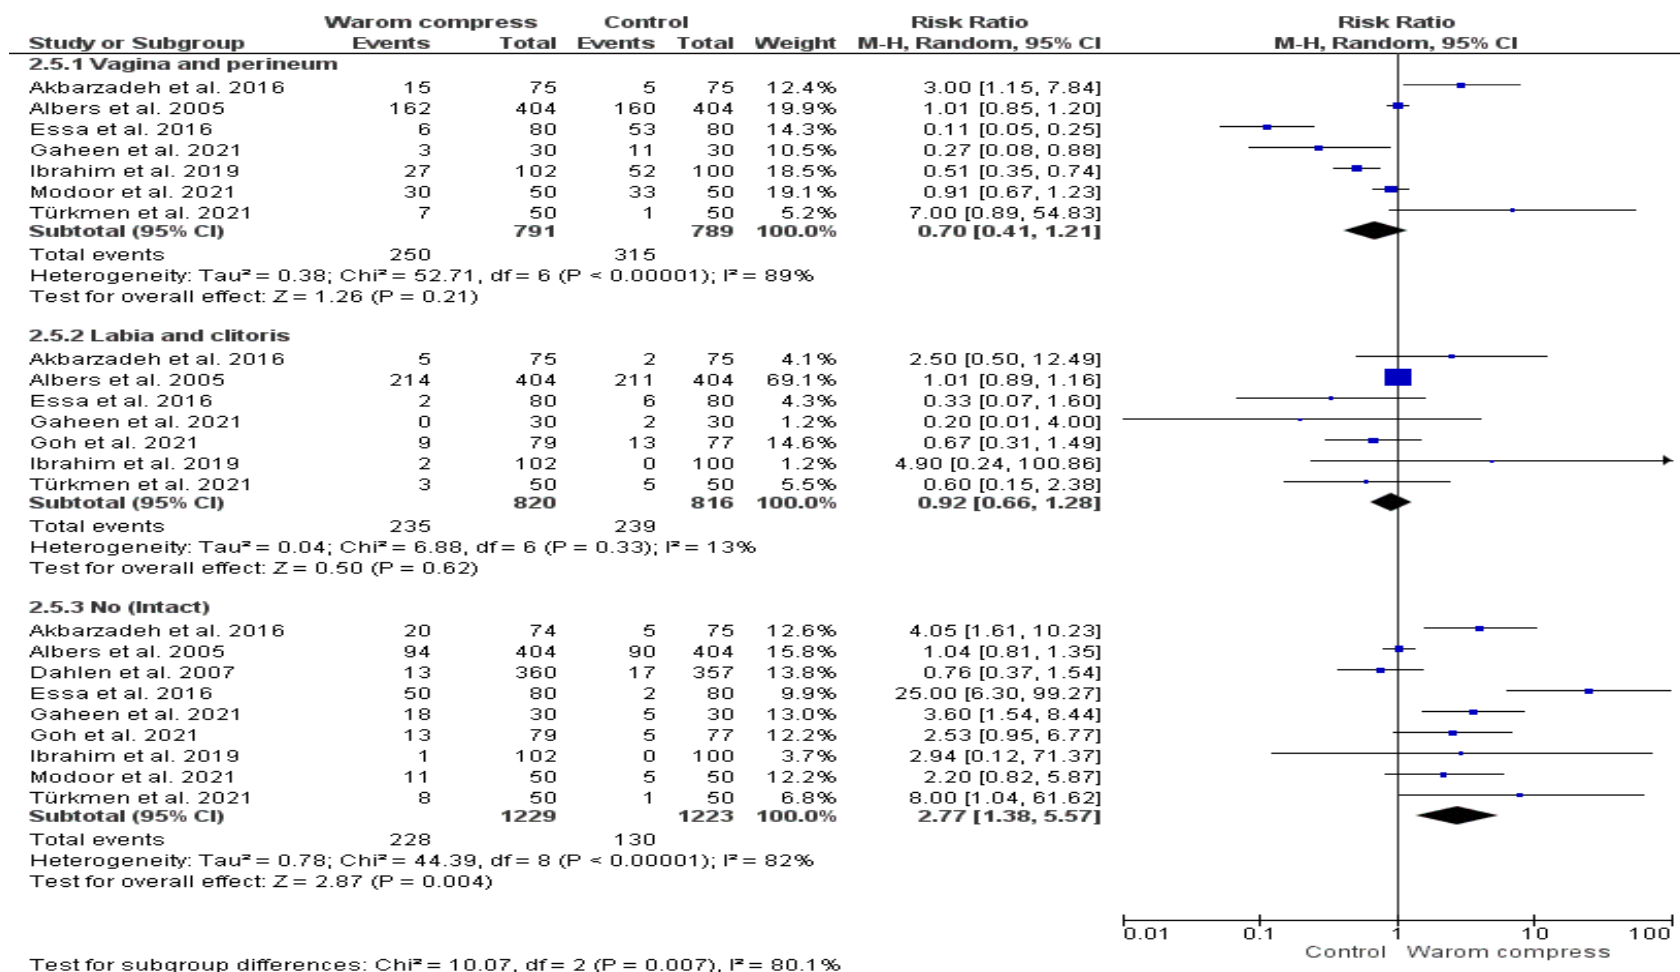 Warom compress Control Risk Ratio Risk Ratio
Study or Subgroup Events Total Events Total Weight M-H, Random, 95% CI M-H, Random, 95% CI
2.5.1 Vagina and perineum
Akbarzadeh et al. 2016 15 75 5 75 12.4% 3.00 [1.15, 7.84]
Albers et al. 2005 162 404 160 404 19.9% 1.01 [0.85, 1.20]
Essa et al. 2016 6 80 53 80 14.3% 0.11 [0.05, 0.25]
Gaheen et al. 2021 3 30 11 30 10.5% 0.27 [0.08, 0.88]
Ibrahim et al. 2019 27 102 52 100 18.5% 0.51 [0.35, 0.74]
Modoor et al. 2021 30 50 33 50 19.1% 0.91 [0.67, 1.23]
Türkmen et al. 2021 7 50 1 50 5.2% 7.00 [0.89, 54.83]
Subtotal (95% CI) 791 789 100.0% 0.70 [0.41, 1.21]
Total events 250 315
Heterogeneity: Tau² = 0.38; Chi² = 52.71, df = 6 (P < 0.00001); I² = 89%
Test for overall effect: Z = 1.26 (P = 0.21)
2.5.2 Labia and clitoris
Akbarzadeh et al. 2016 5 75 2 75 4.1% 2.50 [0.50, 12.49]
Albers et al. 2005 214 404 211 404 69.1% 1.01 [0.89, 1.16]
Essa et al. 2016 2 80 6 80 4.3% 0.33 [0.07, 1.60]
Gaheen et al. 2021 0 30 2 30 1.2% 0.20 [0.01, 4.00]
Goh et al. 2021 9 79 13 77 14.6% 0.67 [0.31, 1.49]
Ibrahim et al. 2019 2 102 0 100 1.2% 4.90 [0.24, 100.86]
Türkmen et al. 2021 3 50 5 50 5.5% 0.60 [0.15, 2.38]
Subtotal (95% CI) 820 816 100.0% 0.92 [0.66, 1.28]
Total events 235 239
Heterogeneity: Tau² = 0.04; Chi² = 6.88, df = 6 (P = 0.33); I² = 13%
Test for overall effect: Z = 0.50 (P = 0.62)
2.5.3 No (Intact)
Akbarzadeh et al. 2016 20 74 5 75 12.6% 4.05 [1.61, 10.23]
Albers et al. 2005 94 404 90 404 15.8% 1.04 [0.81, 1.35]
Dahlen et al. 2007 13 360 17 357 13.8% 0.76 [0.37, 1.54]
Essa et al. 2016 50 80 2 80 9.9% 25.00 [6.30, 99.27]
Gaheen et al. 2021 18 30 5 30 13.0% 3.60 [1.54, 8.44]
Goh et al. 2021 13 79 5 77 12.2% 2.53 [0.95, 6.77]
Ibrahim et al. 2019 1 102 0 100 3.7% 2.94 [0.12, 71.37]
Modoor et al. 2021 11 50 5 50 12.2% 2.20 [0.82, 5.87]
Türkmen et al. 2021 8 50 1 50 6.8% 8.00 [1.04, 61.62]
Subtotal (95% CI) 1229 1223 100.0% 2.77 [1.38, 5.57]
Total events 228 130
Heterogeneity: Tau² = 0.78; Chi² = 44.39, df = 8 (P < 0.00001); I² = 82%
Test for overall effect: Z = 2.87 (P = 0.004)
0.01 0.1 1 10 100
Control Warom compress
Test for subgroup differences: Chi² = 10.07, df = 2 (P = 0.007), I² = 80.1%